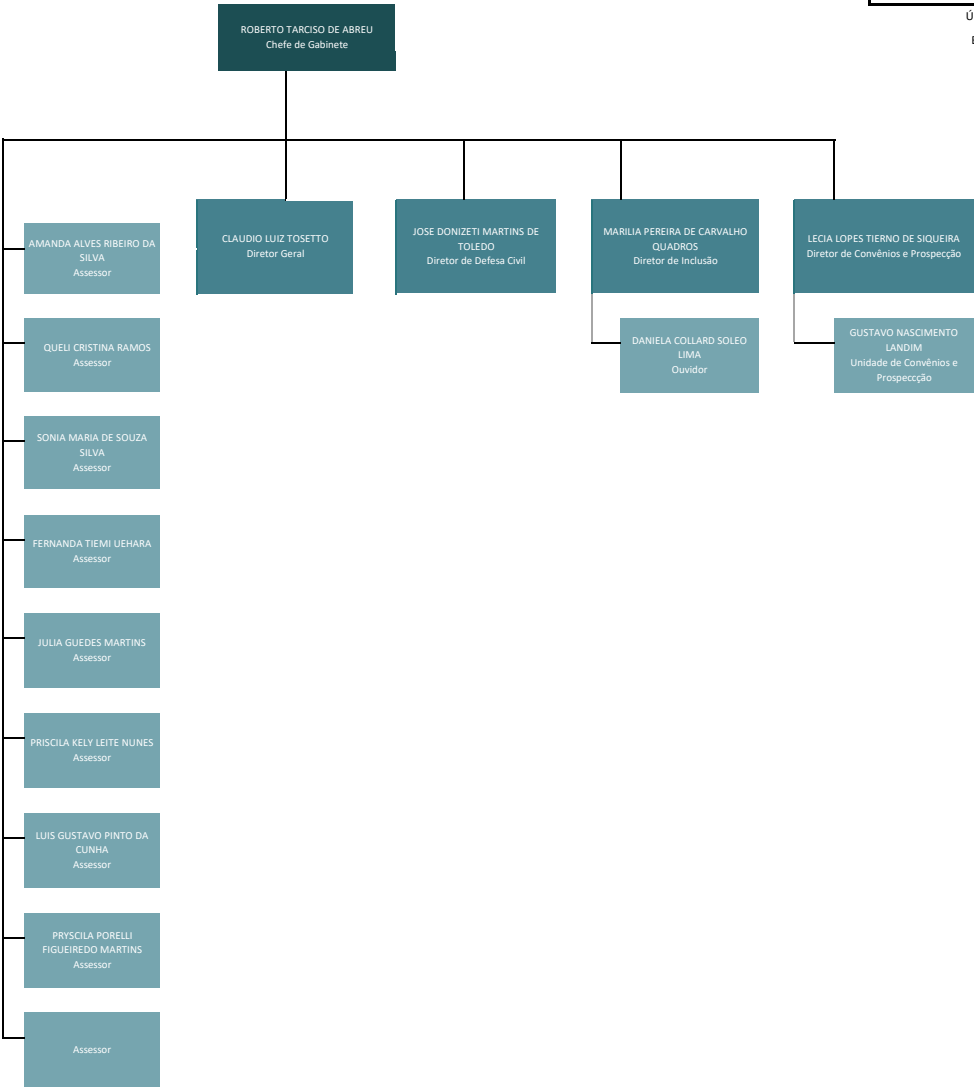 ROBERTO TARCISO DE ABREU
Chefe de Gabinete
AMANDA ALVES RIBEIRO DA
SILVA
Assessor
CLAUDIO LUIZ TOSETTO
Diretor Geral
JOSE DONIZETI MARTINS DE
TOLEDO
Diretor de Defesa Civil
MARILIA PEREIRA DE CARVALHO
QUADROS
Diretor de Inclusão
LECIA LOPES TIERNO DE SIQUEIRA
Diretor de Convênios e Prospecção
QUELI CRISTINA RAMOS
Assessor
DANIELA COLLARD SOLEO
LIMA
Ouvidor
GUSTAVO NASCIMENTO
LANDIM
Unidade de Convênios e
Prospeccção
SONIA MARIA DE SOUZA
SILVA
Assessor
FERNANDA TIEMI UEHARA
Assessor
JULIA GUEDES MARTINS
Assessor
PRISCILA KELY LEITE NUNES
Assessor
LUIS GUSTAVO PINTO DA
CUNHA
Assessor
PRYSCILA PORELLI
FIGUEIREDO MARTINS
Assessor
Assessor